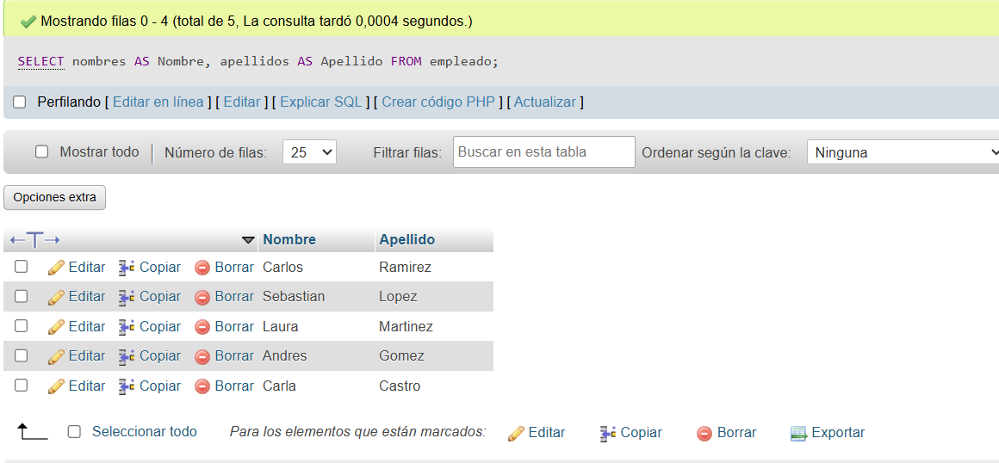 Mostrando filas 0 - 4 (total de 5, La consulta tardó 0,0004 segundos.)
SELECT nombres AS Nombre, apellidos AS Apellido FROM empleado;
Perfilando [ Editar en línea ] [ Editar ] [ Explicar SQL ] [ Crear código PHP ] [ Actualizar ]
Mostrar todo Número de filas: 25 Filtrar filas: Buscar en esta tabla Ordenar según la clave: Ninguna
Opciones extra
Nombre Apellido
Editar Copiar Borrar Carlos Ramirez
Editar Copiar Borrar Sebastian Lopez
Editar Copiar Borrar Laura Martinez
Editar Copiar Borrar Andres Gomez
Editar Copiar Borrar Carla Castro
Seleccionar todo Para los elementos que están marcados: Editar Copiar Borrar Exportar